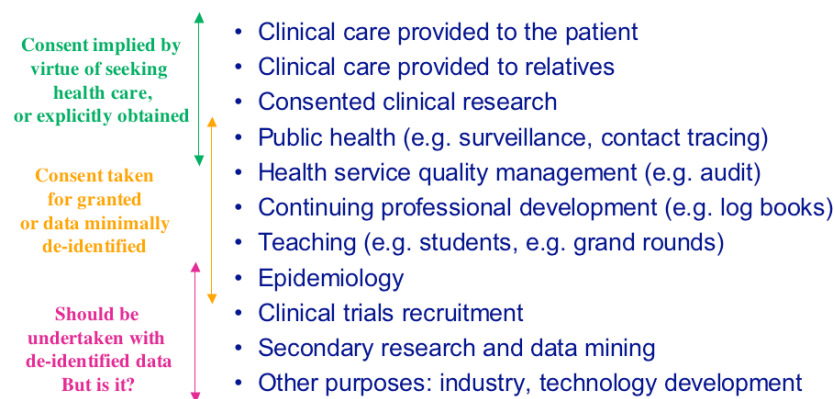 Consent implied by
virtue of seeking
health care,
or explicitly obtained
Consent taken
for granted
or data minimally
de-identified
Should be
undertaken with
de-identified data
But is it?
• Clinical care provided to the patient
• Clinical care provided to relatives
• Consented clinical research
• Public health (e.g. surveillance, contact tracing)
• Health service quality management (e.g. audit)
• Continuing professional development (e.g. log books)
• Teaching (e.g. students, e.g. grand rounds)
• Epidemiology
• Clinical trials recruitment
• Secondary research and data mining
• Other purposes: industry, technology development